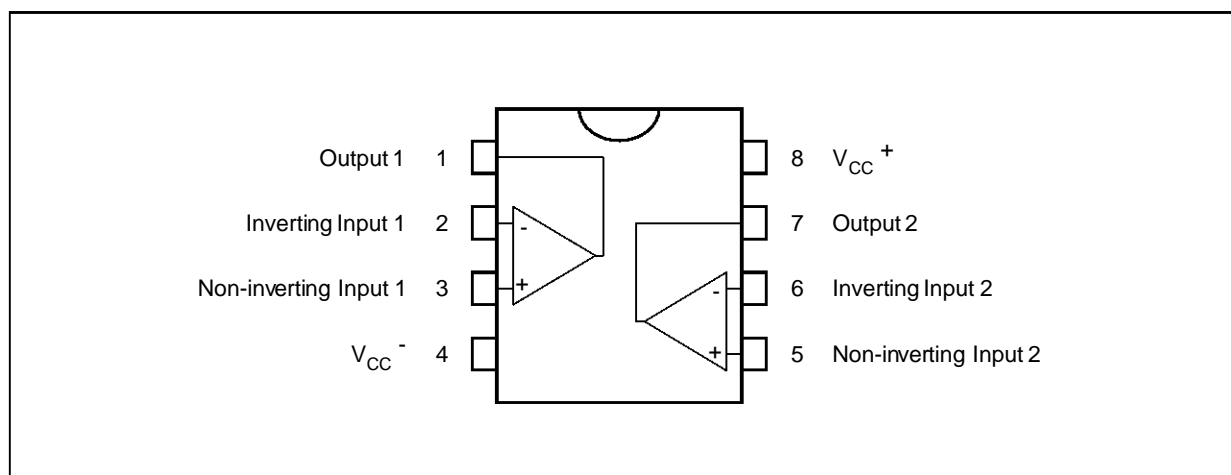 Output 1 1
Inverting Input 1 2
Non-inverting Input 1 3
VCC - 4
8 VCC +
7 Output 2
6 Inverting Input 2
5 Non-inverting Input 2
-
+
-
+